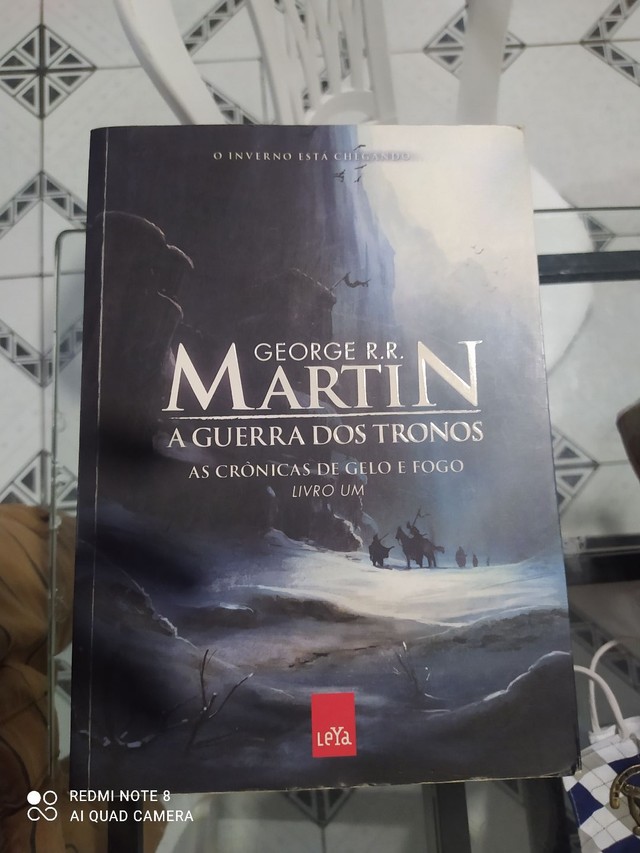 O INVERNO ESTÁ CHEGANDO...
GEORGE R.R.
MARTIN
A GUERRA DOS TRONOS
AS CRÔNICAS DE GELO E FOGO
LIVRO UM
LeYa
REDMI NOTE 8
AI QUAD CAMERA